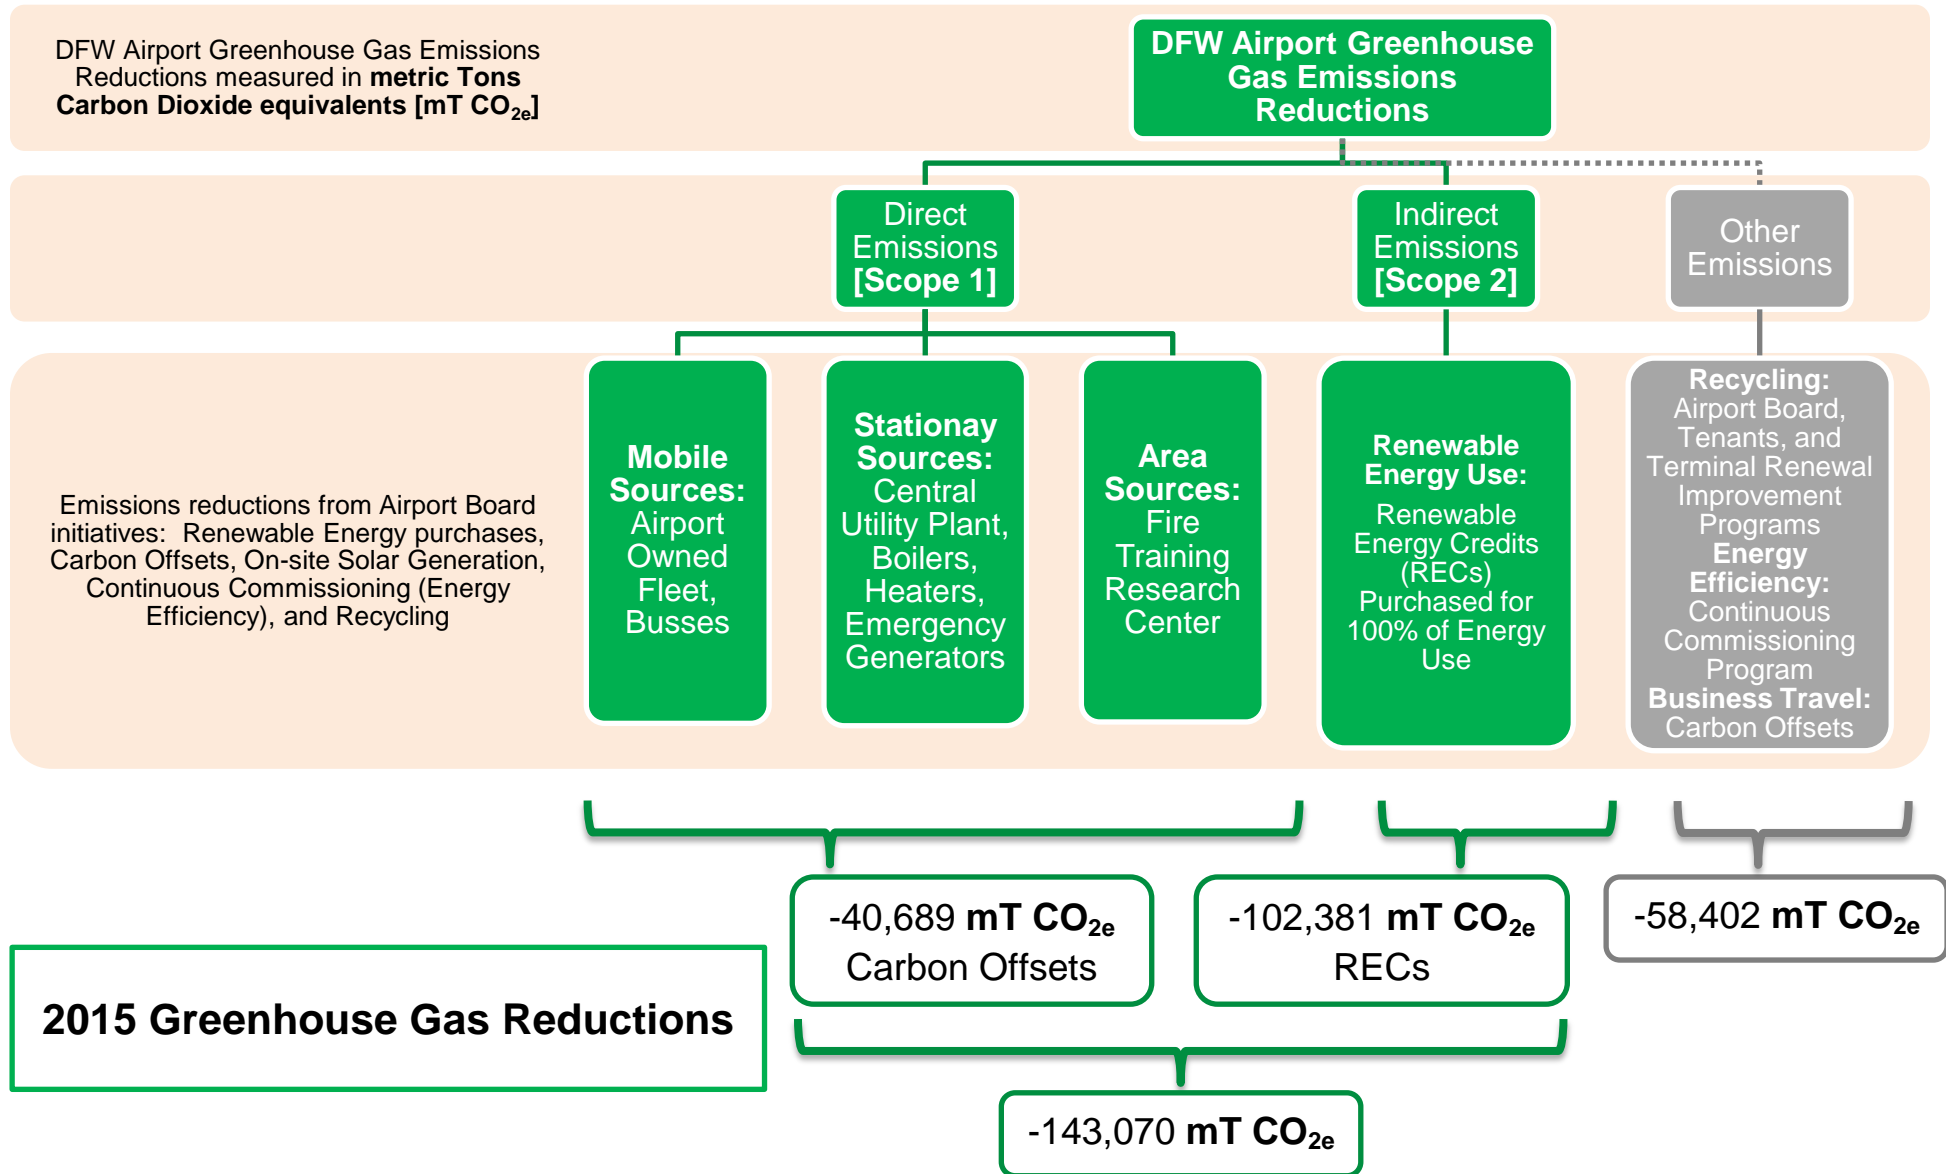 DFW Airport Greenhouse Gas Emissions
Reductions measured in metric Tons
Carbon Dioxide equivalents [mT CO2e]
DFW Airport Greenhouse
Gas Emissions
Reductions
Direct
Emissions
[Scope 1]
Indirect
Emissions
[Scope 2]
Other
Emissions
Emissions reductions from Airport Board
initiatives: Renewable Energy purchases,
Carbon Offsets, On-site Solar Generation,
Continuous Commissioning (Energy
Efficiency), and Recycling
Mobile
Sources:
Airport
Owned
Fleet,
Busses
Stationay
Sources:
Central
Utility Plant,
Boilers,
Heaters,
Emergency
Generators
Area
Sources:
Fire
Training
Research
Center
Renewable
Energy Use:
Renewable
Energy Credits
(RECs)
Purchased for
100% of Energy
Use
Recycling:
Airport Board,
Tenants, and
Terminal Renewal
Improvement
Programs
Energy
Efficiency:
Continuous
Commissioning
Program
Business Travel:
Carbon Offsets
-40,689 mT CO2e
Carbon Offsets
-102,381 mT CO2e
RECs
-58,402 mT CO2e
2015 Greenhouse Gas Reductions
-143,070 mT CO2e